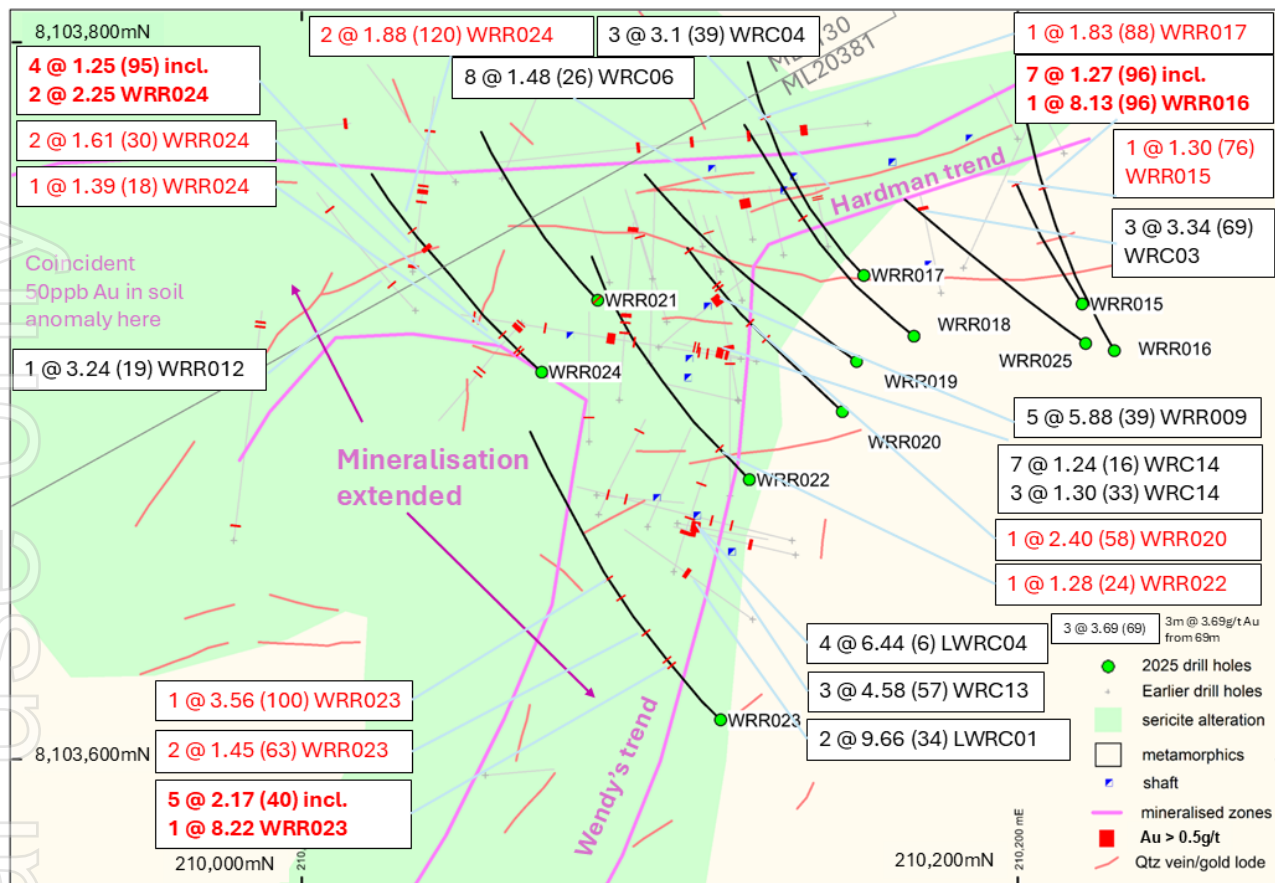 8,103,800mN
2 @ 1.88 (120) WRR024
3 @ 3.1 (39) WRC04
ML20381
1 @ 1.83 (88) WRR017
4 @ 1.25 (95) incl.
2 @ 2.25 WRR024
8 @ 1.48 (26) WRC06
7 @ 1.27 (96) incl.
1 @ 8.13 (96) WRR016
2 @ 1.61 (30) WRR024
1 @ 1.39 (18) WRR024
1 @ 1.30 (76)
WRR015
Hardman trend
3 @ 3.34 (69)
WRC03
Coincident
50ppb Au in soil
anomaly here
WRR017
WRR021
WRR015
WRR018
WRR025
WRR016
1 @ 3.24 (19) WRR012
WRR024
WRR019
5 @ 5.88 (39) WRR009
WRR020
Mineralisation
extended
7 @ 1.24 (16) WRC14
3 @ 1.30 (33) WRC14
WRR022
1 @ 2.40 (58) WRR020
1 @ 1.28 (24) WRR022
4 @ 6.44 (6) LWRC04
3 @ 3.69 (69)
3m @ 3.69g/t Au
from 69m
2025 drill holes
Earlier drill holes
sericite alteration
metamorphics
shaft
mineralised zones
Au > 0.5g/t
Qtz vein/gold lode
3 @ 4.58 (57) WRC13
2 @ 9.66 (34) LWRC01
1 @ 3.56 (100) WRR023
WRR023
2 @ 1.45 (63) WRR023
8,103,600mN
Wendy's trend
5 @ 2.17 (40) incl.
1 @ 8.22 WRR023
210,000mN
210,200mN
210,200 mE